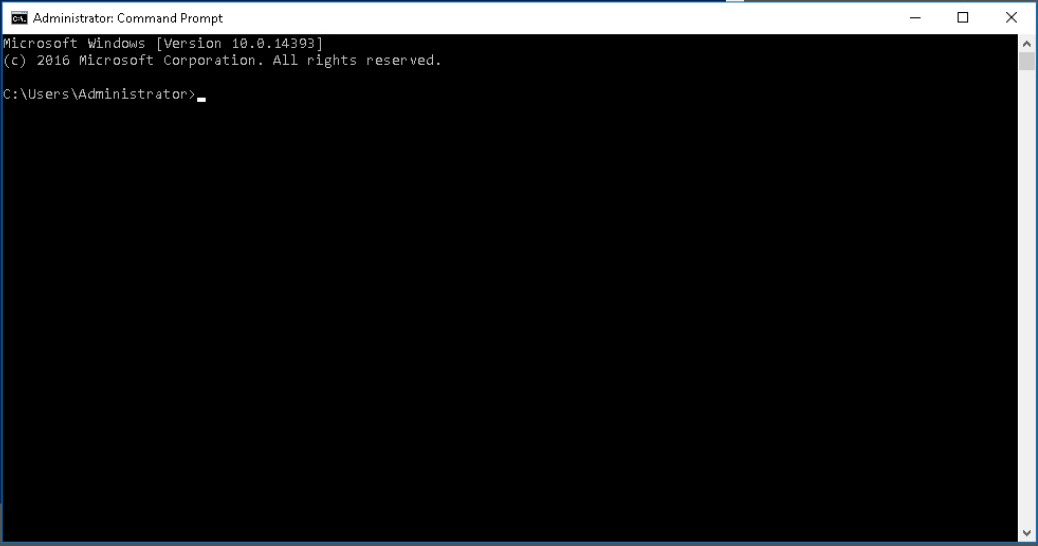 Administrator: Command Prompt
Microsoft Windows [Version 10.0.14393]
(c) 2016 Microsoft Corporation. All rights reserved.
C:\Users\Administrator>